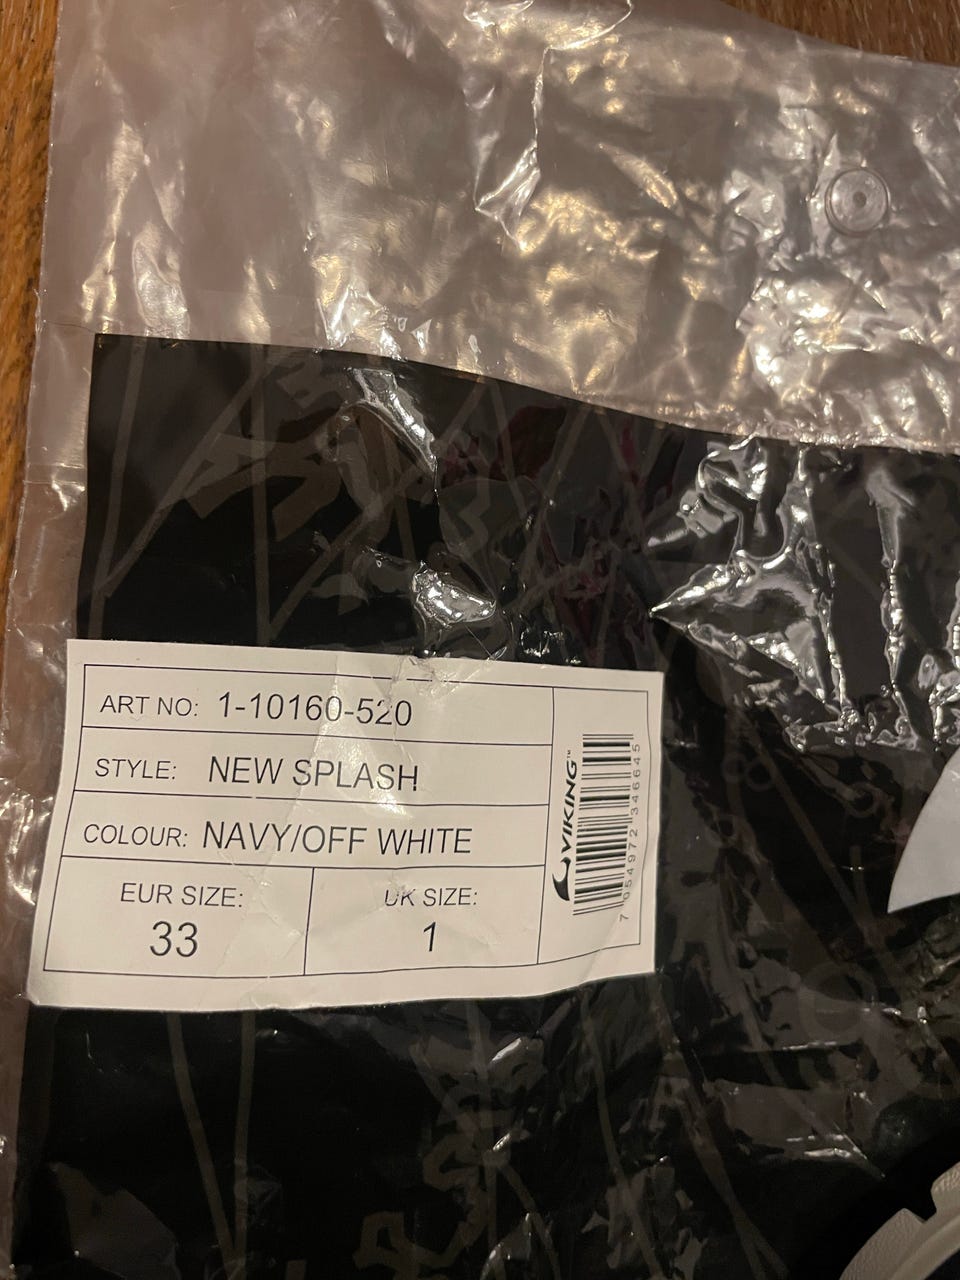 ART NO: 1-10160-520
STYLE: NEW SPLASH
COLOUR: NAVY/OFF WHITE
EUR SIZE:
33
UK SIZE:
1
VIKING™
7 054972 346645